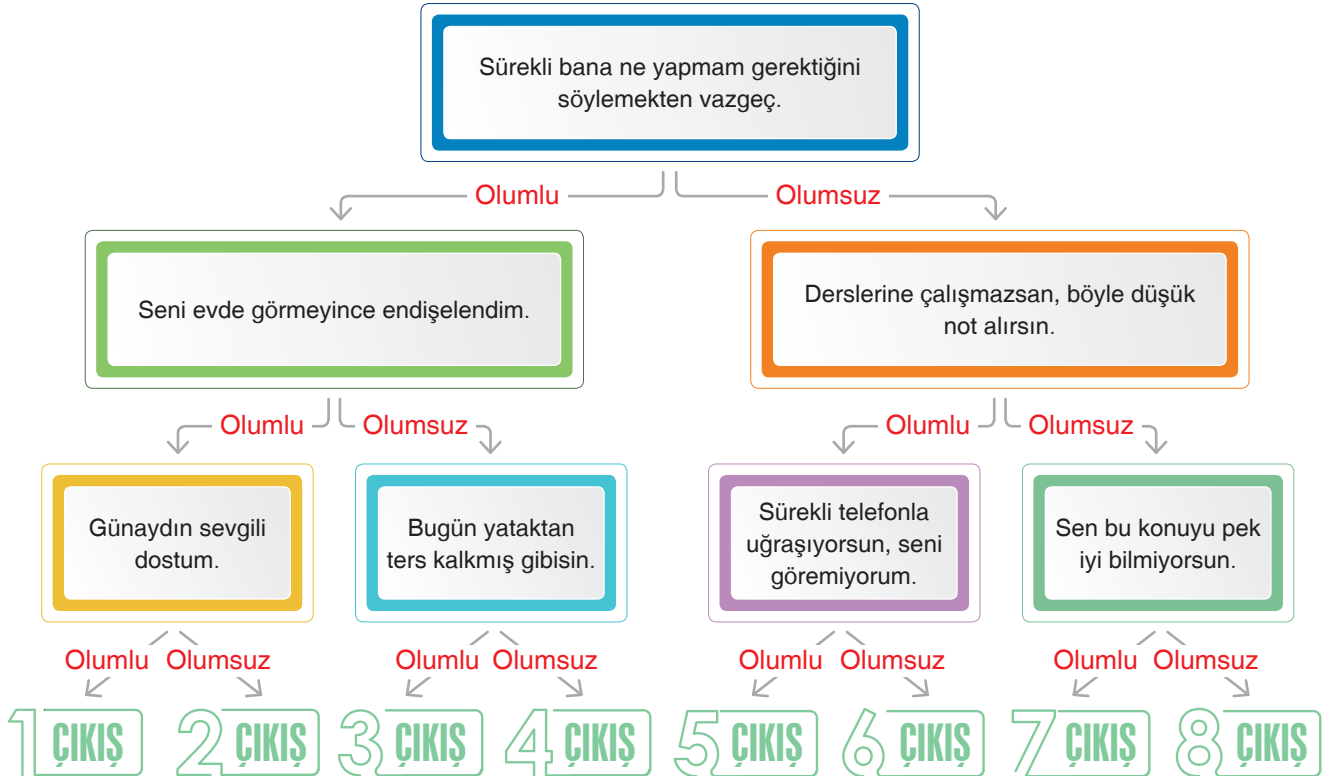 Sürekli bana ne yapmam gerektiğini
söylemekten vazgeç.
Olumlu
Olumsuz
Seni evde görmeyince endişelendim.
Derslerine çalışmazsan, böyle düşük
not alırsın.
Olumlu
Olumsuz
Olumlu
Olumsuz
Günaydın sevgili
dostum.
Bugün yataktan
ters kalkmış gibisin.
Sürekli telefonla
uğraşıyorsun, seni
göremiyorum.
Sen bu konuyu pek
iyi bilmiyorsun.
Olumlu
Olumsuz
Olumlu
Olumsuz
Olumlu
Olumsuz
Olumlu
Olumsuz
1 ÇIKIŞ
2 ÇIKIŞ
3 ÇIKIŞ
4 ÇIKIŞ
5 ÇIKIŞ
6 ÇIKIŞ
7 ÇIKIŞ
8 ÇIKIŞ